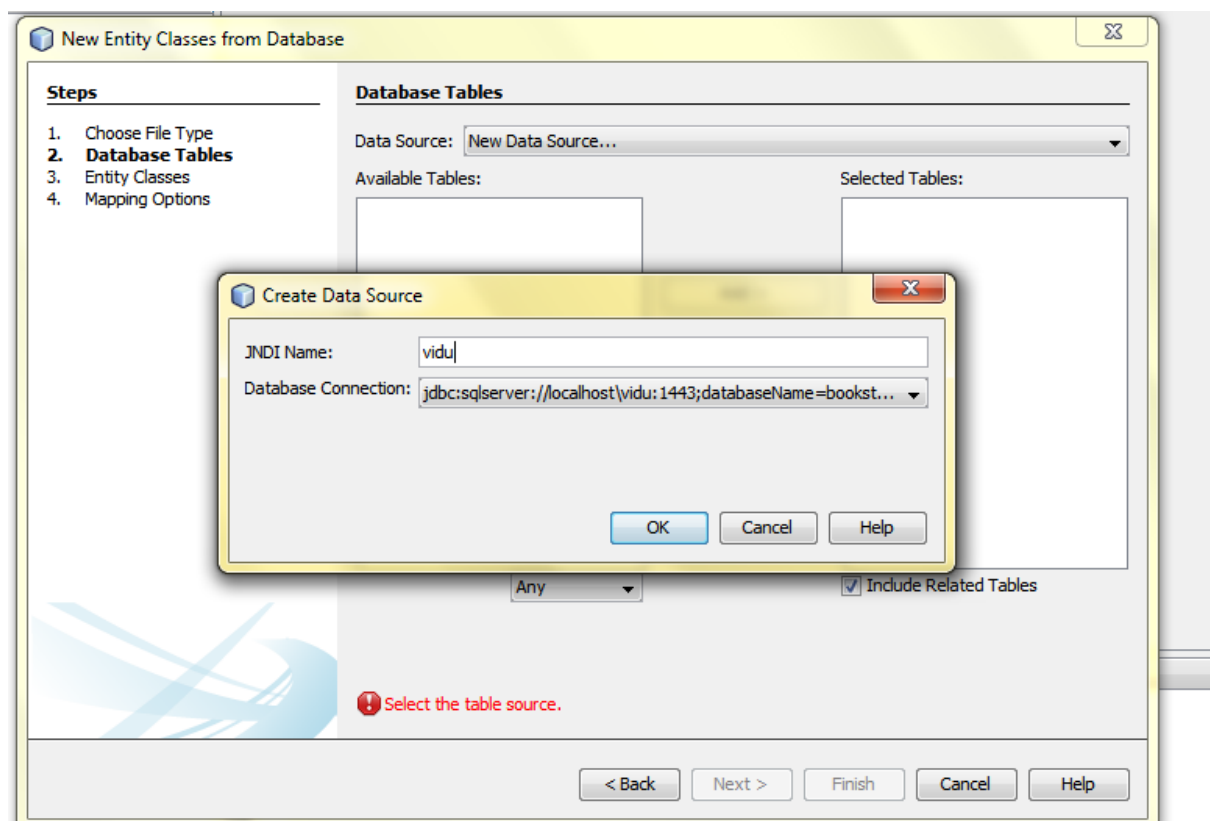 New Entity Classes from Database
Steps
1. Choose File Type
2. Database Tables
3. Entity Classes
4. Mapping Options
Database Tables
Data Source: New Data Source...
Available Tables:
Selected Tables:
Create Data Source
JNDI Name: vidu
Database Connection: jdbc:sqlserver://localhost\vidu:1443;databaseName=bookst...
OK Cancel Help
Any
Include Related Tables
Select the table source.
< Back Next > Finish Cancel Help